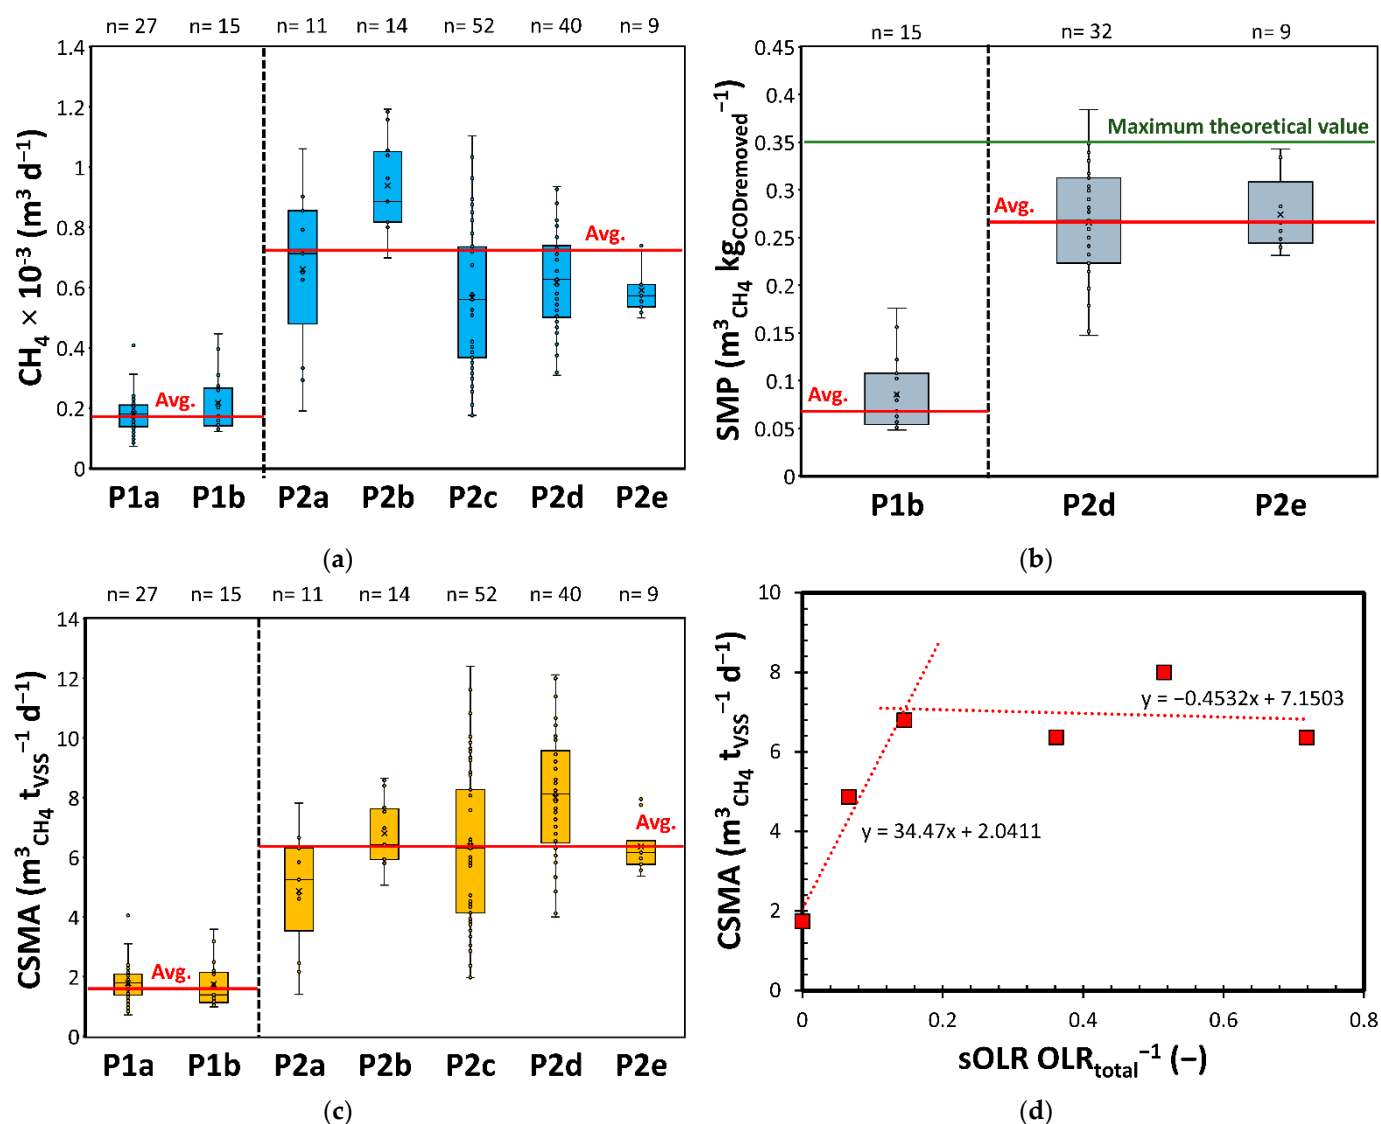 n= 27 n= 15 n= 11 n= 14 n= 52 n= 40 n= 9
1.4
1.2
1
0.8
0.6
0.4
0.2
0
CH₄ × 10⁻³ (m³ d⁻¹)
Avg.
Avg.
P1a P1b P2a P2b P2c P2d P2e
(a)
n= 15 n= 32 n= 9
0.45
0.4
0.35
0.3
0.25
0.2
0.15
0.1
0.05
0
SMP (m³CH₄ kgCODremoved⁻¹)
Maximum theoretical value
Avg.
Avg.
P1b P2d P2e
(b)
n= 27 n= 15 n= 11 n= 14 n= 52 n= 40 n= 9
14
12
10
8
6
4
2
0
CSMA (m³CH₄ tVSS⁻¹ d⁻¹)
Avg.
Avg.
P1a P1b P2a P2b P2c P2d P2e
(c)
10
8
6
4
2
0
CSMA (m³CH₄ tVSS⁻¹ d⁻¹)
y = −0.4532x + 7.1503
y = 34.47x + 2.0411
0 0.2 0.4 0.6 0.8
sOLR OLRtotal⁻¹ (–)
(d)